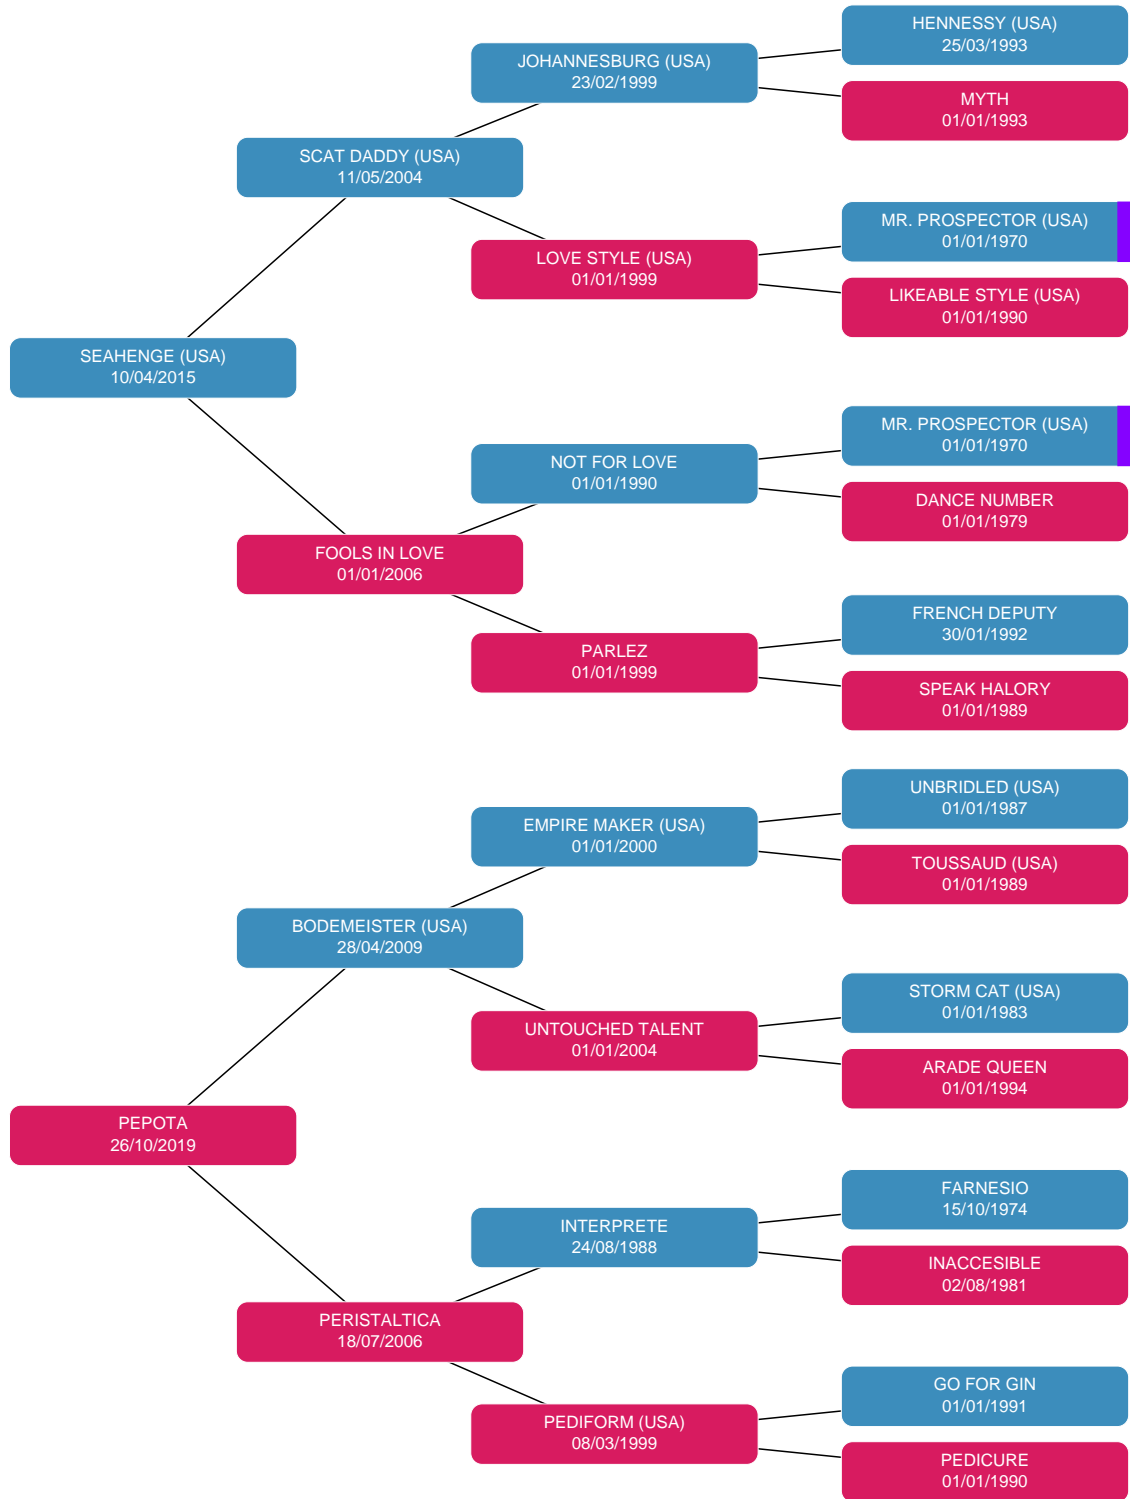 HENNESSY (USA)
25/03/1993
JOHANNESBURG (USA)
23/02/1999
MYTH
01/01/1993
SCAT DADDY (USA)
11/05/2004
MR. PROSPECTOR (USA)
01/01/1970
LOVE STYLE (USA)
01/01/1999
LIKEABLE STYLE (USA)
01/01/1990
SEAHENGE (USA)
10/04/2015
MR. PROSPECTOR (USA)
01/01/1970
NOT FOR LOVE
01/01/1990
DANCE NUMBER
01/01/1979
FOOLS IN LOVE
01/01/2006
FRENCH DEPUTY
30/01/1992
PARLEZ
01/01/1999
SPEAK HALORY
01/01/1989
UNBRIDLED (USA)
01/01/1987
EMPIRE MAKER (USA)
01/01/2000
TOUSSAUD (USA)
01/01/1989
BODEMEISTER (USA)
28/04/2009
STORM CAT (USA)
01/01/1983
UNTOUCHED TALENT
01/01/2004
ARADE QUEEN
01/01/1994
PEPOTA
26/10/2019
FARNESIO
15/10/1974
INTERPRETE
24/08/1988
INACCESIBLE
02/08/1981
PERISTALTICA
18/07/2006
GO FOR GIN
01/01/1991
PEDIFORM (USA)
08/03/1999
PEDICURE
01/01/1990